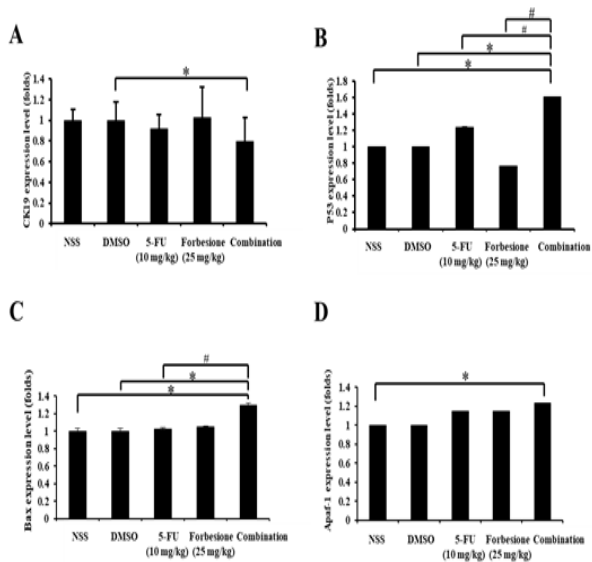 A
*
CK19 expression level (folds)
1.4
1.2
1
0.8
0.6
0.4
0.2
0
NSS DMSO 5-FU Forbesione Combination
(10 mg/kg) (25 mg/kg)
B
#
#
*
*
P53 expression level (folds)
1.8
1.6
1.4
1.2
1
0.8
0.6
0.4
0.2
0
NSS DMSO 5-FU Forbesione Combination
(10 mg/kg) (25 mg/kg)
C
#
*
*
Bax expression level (folds)
1.4
1.2
1
0.8
0.6
0.4
0.2
0
NSS DMSO 5-FU Forbesione Combination
(10 mg/kg) (25 mg/kg)
D
*
Apaf-1 expression level (folds)
1.4
1.2
1
0.8
0.6
0.4
0.2
0
NSS DMSO 5-FU Forbesione Combination
(10 mg/kg) (25 mg/kg)